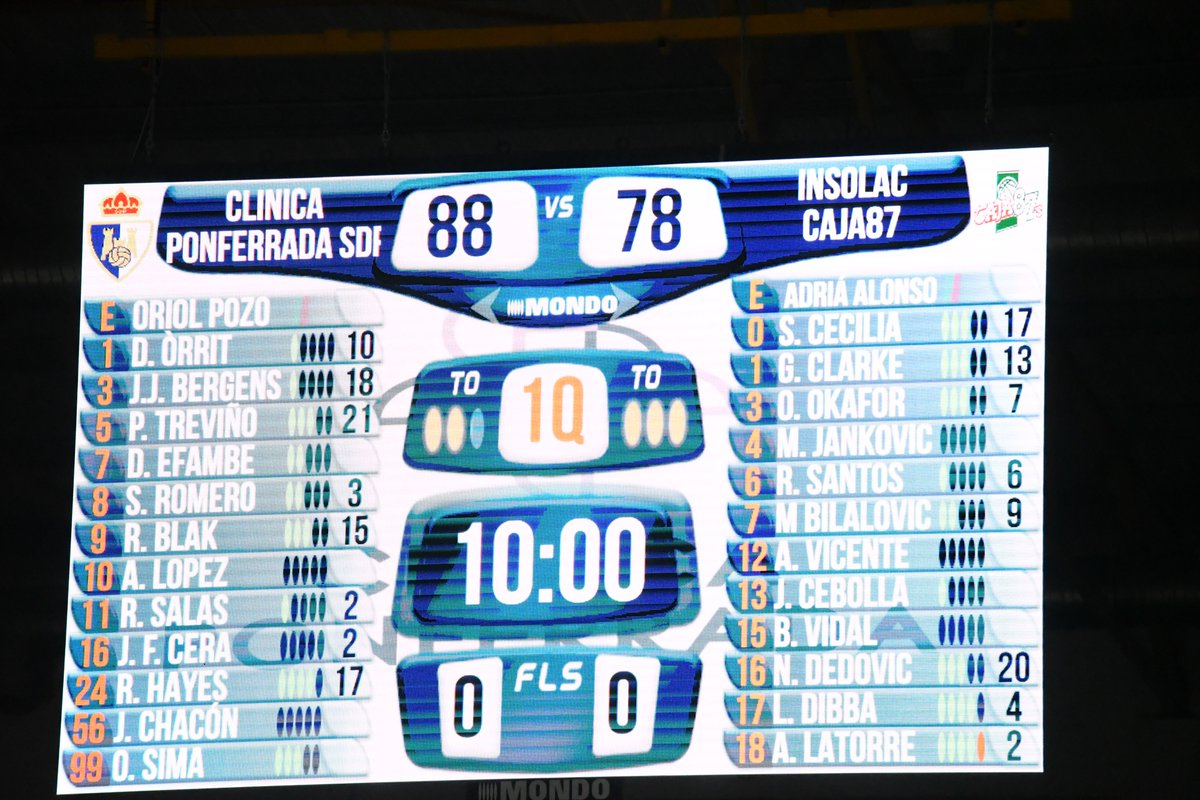 CLINICA
PONFERRADA SDP
88 VS 78
INSOLAC
CAJA87
CAJA87
MONDO
E ORIOL POZO
1 D. ÒRRIT 10
3 J.J. BERGENS 18
5 P. TREVIÑO 21
7 D. EFAMBE
8 S. ROMERO 3
9 R. BLAK 15
10 A. LOPEZ
11 R. SALAS 2
16 J. F. CERA 2
24 R. HAYES 17
56 J. CHACÓN
99 O. SIMA
TO 1Q TO
10:00
0 FLS 0
E ADRIÁ ALONSO
0 S. CECILIA 17
1 G. CLARKE 13
3 O. OKAFOR 7
4 M. JANKOVIC
6 R. SANTOS 6
7 M BILALOVIC 9
12 A. VICENTE
13 J. CEBOLLA
15 B. VIDAL
16 N. DEDOVIC 20
17 L. DIBBA 4
18 A. LATORRE 2
MONDO